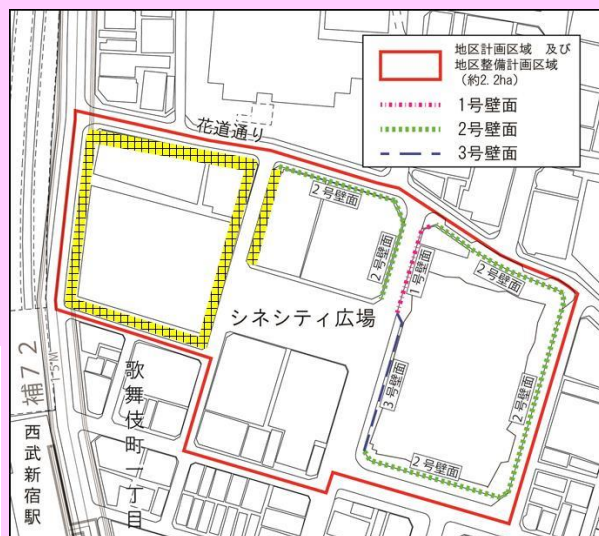 地区計画区域 及び
地区整備計画区域
(約2.2ha)
1号壁面
2号壁面
3号壁面
花道通り
2号壁面
2号壁面
1号壁面
2号壁面
シネシティ広場
3号壁面
2号壁面
2号壁面
歌舞伎町一丁目
補72
西武新宿駅
W5-1